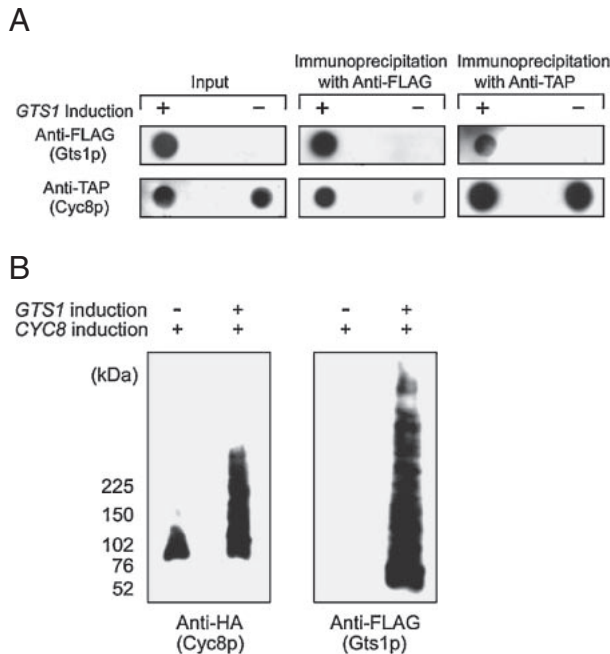 A
Input
Immunoprecipitation
with Anti-FLAG
Immunoprecipitation
with Anti-TAP
GTS1 Induction + − + − + −
Anti-FLAG
(Gts1p)
Anti-TAP
(Cyc8p)
B
GTS1 induction - + - +
CYC8 induction + + + +
(kDa)
225
150
102
76
52
Anti-HA
(Cyc8p)
Anti-FLAG
(Gts1p)